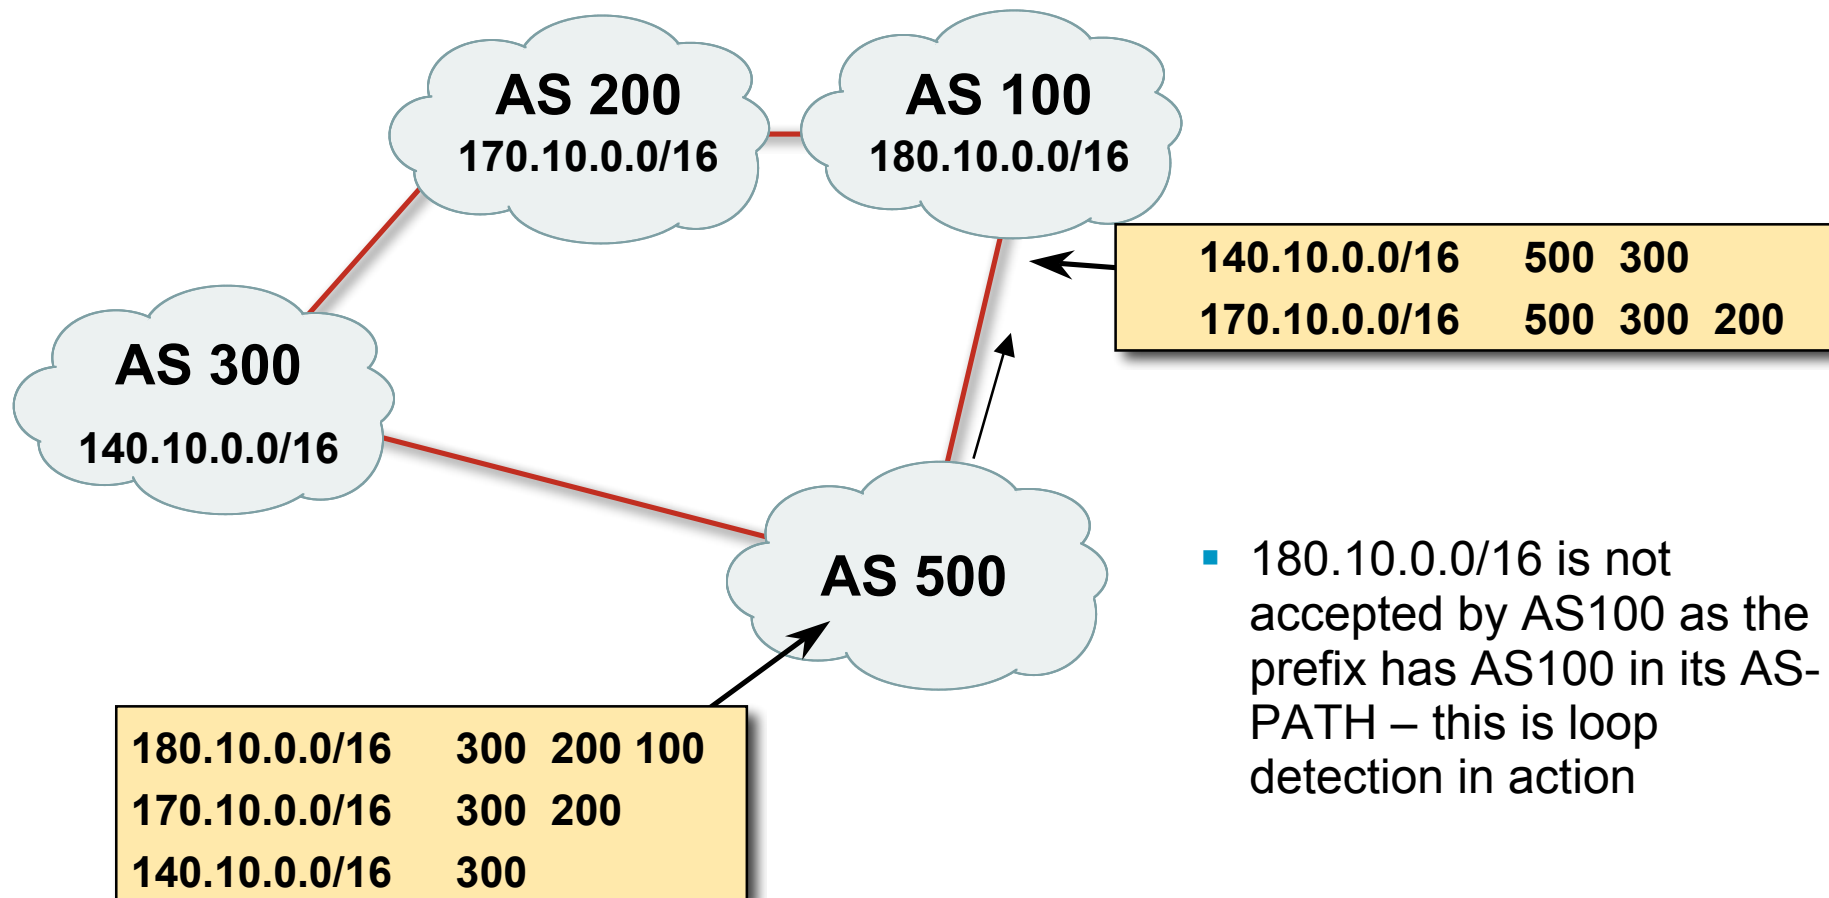 AS 200
170.10.0.0/16
AS 100
180.10.0.0/16
140.10.0.0/16 500 300
170.10.0.0/16 500 300 200
AS 300
140.10.0.0/16
AS 500
180.10.0.0/16 is not
accepted by AS100 as the
prefix has AS100 in its AS-
PATH – this is loop
detection in action
180.10.0.0/16 300 200 100
170.10.0.0/16 300 200
140.10.0.0/16 300